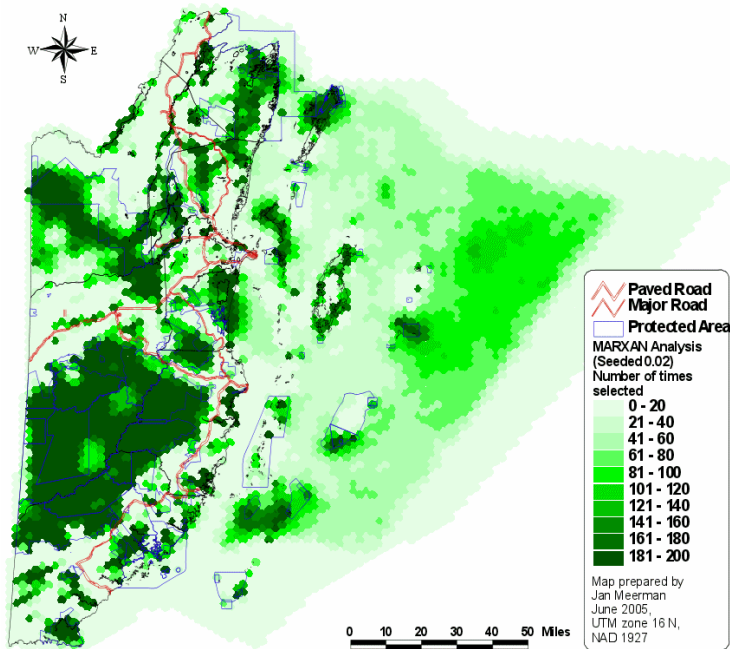 N
W E
S
Paved Road
Major Road
Protected Area
MARXAN Analysis
(Seeded 0.02)
Number of times
selected
0 - 20
21 - 40
41 - 60
61 - 80
81 - 100
101 - 120
121 - 140
141 - 160
161 - 180
181 - 200
Map prepared by
Jan Meerman
June 2005,
UTM zone 16 N,
NAD 1927
0 10 20 30 40 50 Miles